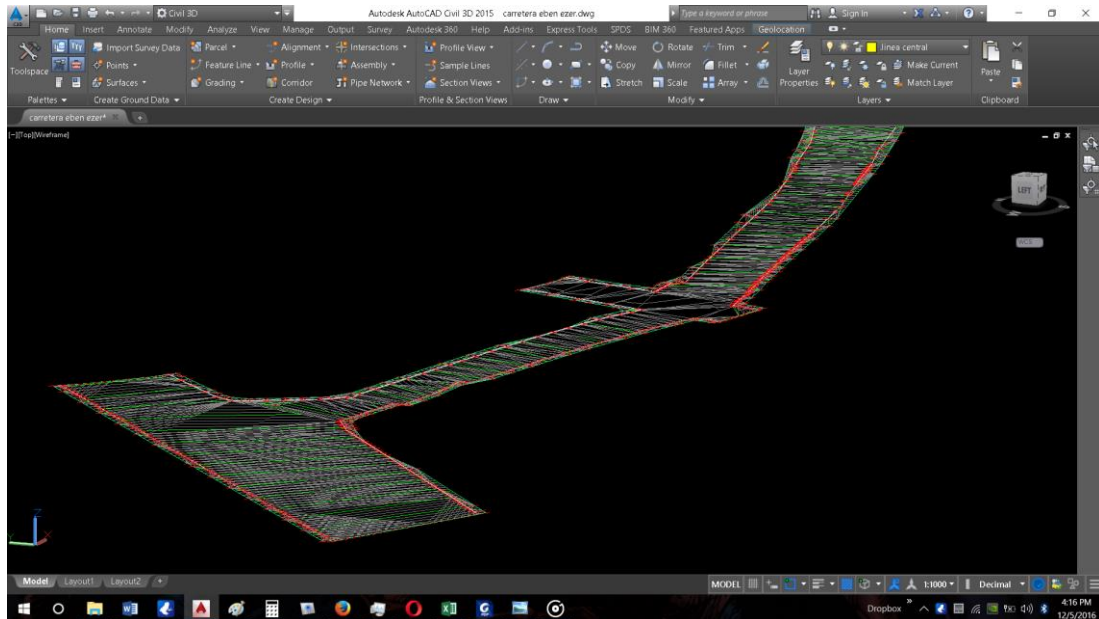 Civil 3D Autodesk AutoCAD Civil 3D 2015 carretera eben ezer.dwg Type a keyword or phrase Sign In
Home Insert Annotate Modify Analyze View Manage Output Survey Autodesk 360 Help Add-ins Express Tools SPDS BIM 360 Featured Apps Geolocation
Import Survey Data Parcel Alignment Intersections Profile View Move Rotate Trim linea central
Toolspace Points Feature Line Profile Assembly Sample Lines Copy Mirror Fillet Layer Properties Make Current Paste
Surfaces Grading Corridor Pipe Network Section Views Stretch Scale Array Match Layer
Palettes Create Ground Data Create Design Profile & Section Views Draw Modify Layers Clipboard
carretera eben ezer*
[-][Top][Wireframe]
LEFT
WCS
Z
Model Layout1 Layout2 MODEL 1:1000 Decimal
Dropbox 4:16 PM
12/5/2016